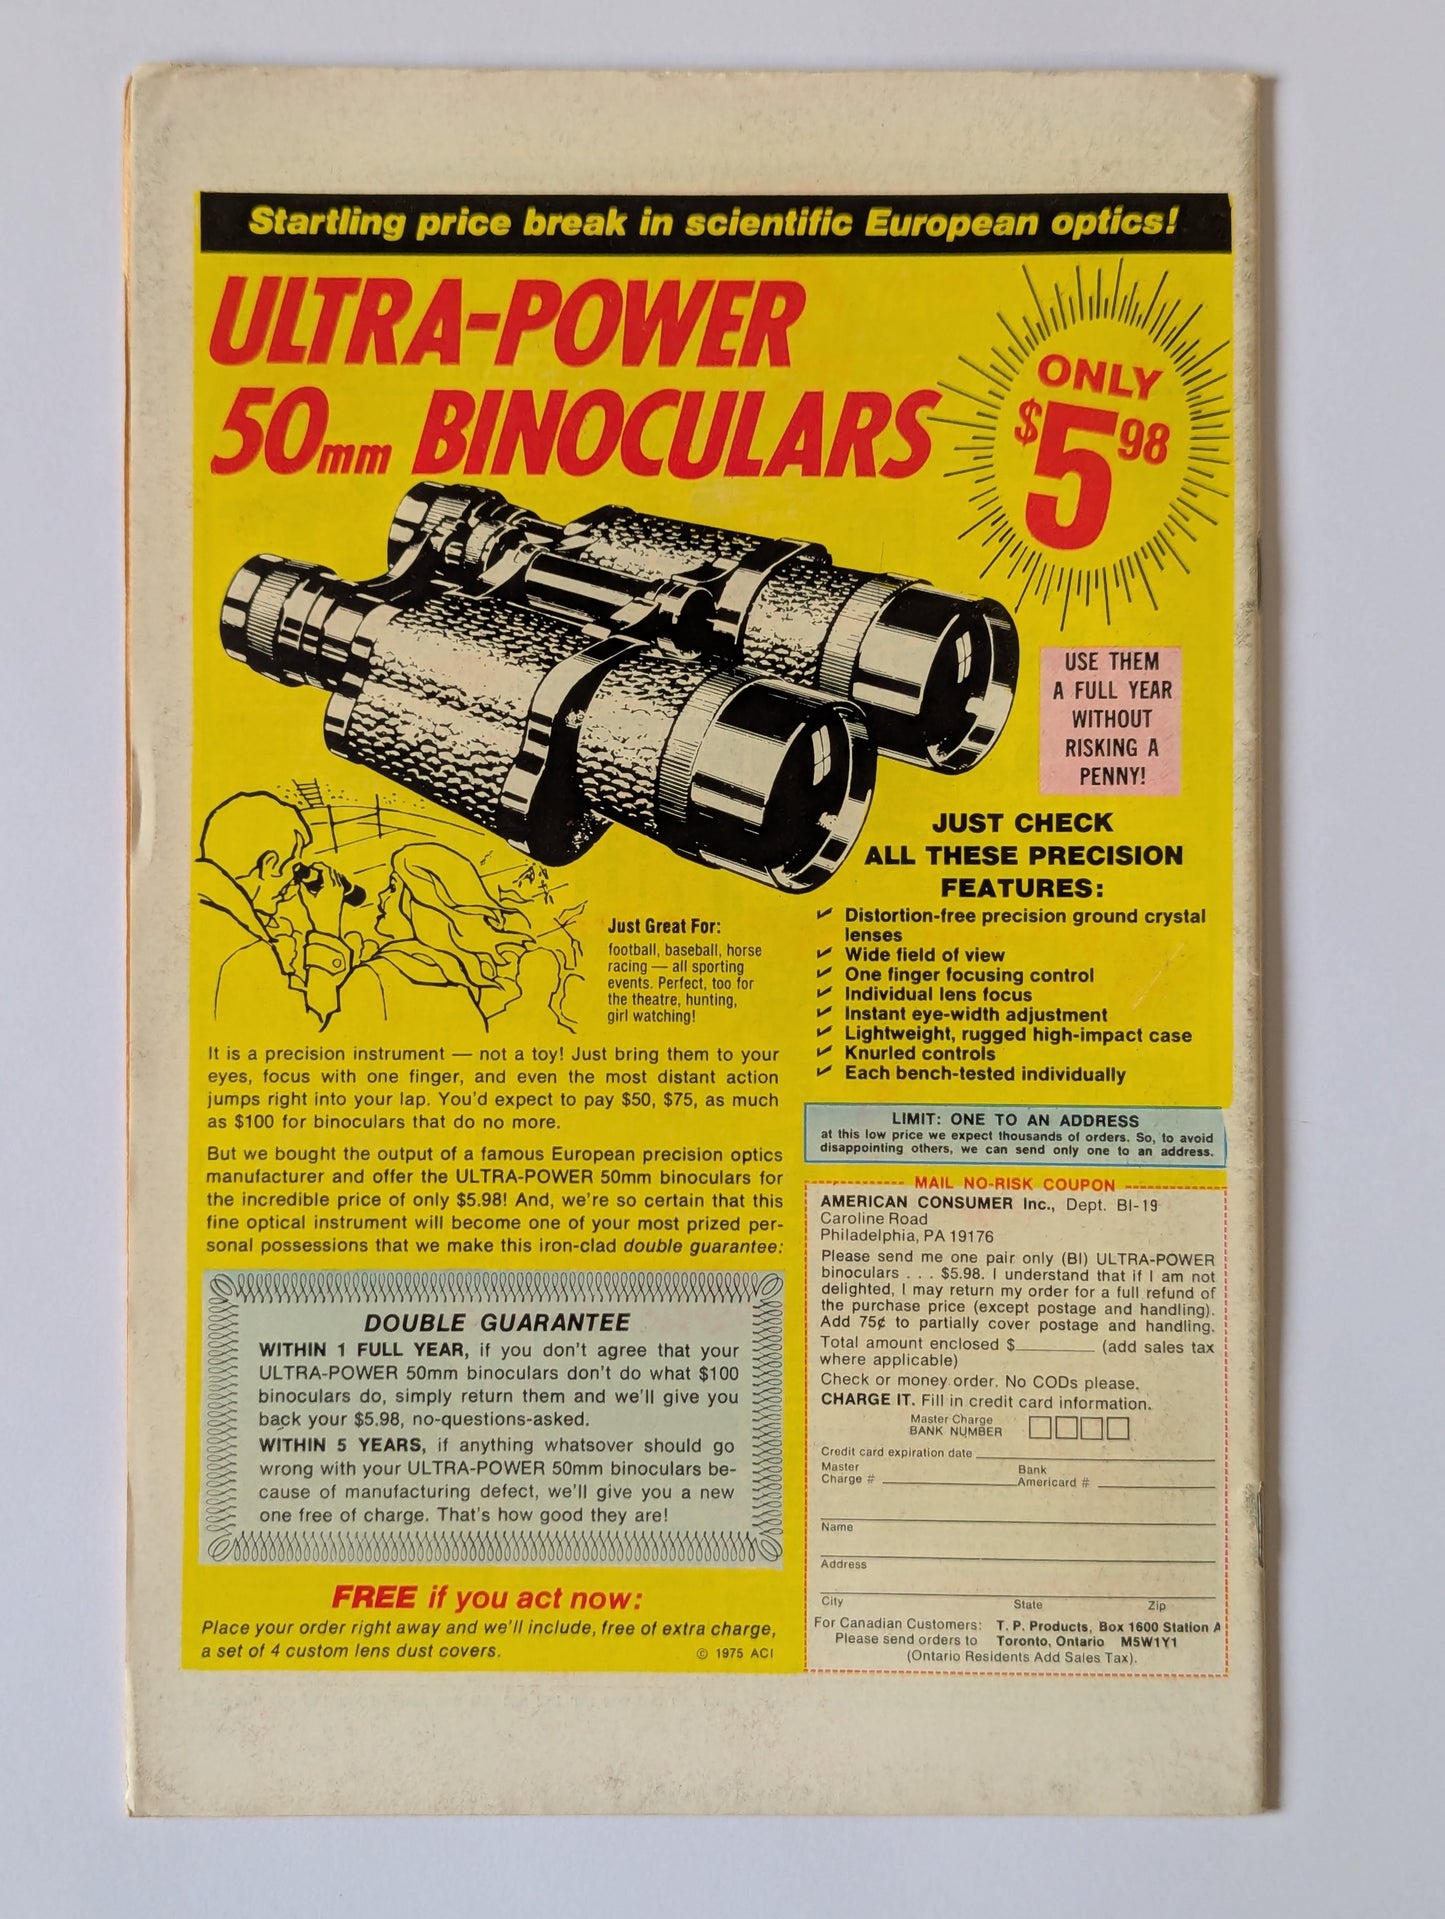 Startling price break in scientific European optics!
ULTRA-POWER
50mm BINOCULARS
ONLY
$5 98
USE THEM
A FULL YEAR
WITHOUT
RISKING A
PENNY!
JUST CHECK
ALL THESE PRECISION
FEATURES:
Distortion-free precision ground crystal
lenses
Wide field of view
One finger focusing control
Individual lens focus
Instant eye-width adjustment
Lightweight, rugged high-impact case
Knurled controls
Each bench-tested individually
Just Great For:
football, baseball, horse
racing — all sporting
events. Perfect, too for
the theatre, hunting,
girl watching!
It is a precision instrument — not a toy! Just bring them to your
eyes, focus with one finger, and even the most distant action
jumps right into your lap. You'd expect to pay $50, $75, as much
as $100 for binoculars that do no more.
But we bought the output of a famous European precision optics
manufacturer and offer the ULTRA-POWER 50mm binoculars for
the incredible price of only $5.98! And, we're so certain that this
fine optical instrument will become one of your most prized per-
sonal possessions that we make this iron-clad double guarantee:
DOUBLE GUARANTEE
WITHIN 1 FULL YEAR, if you don't agree that your
ULTRA-POWER 50mm binoculars don't do what $100
binoculars do, simply return them and we'll give you
back your $5.98, no-questions-asked.
WITHIN 5 YEARS, if anything whatsover should go
wrong with your ULTRA-POWER 50mm binoculars be-
cause of manufacturing defect, we'll give you a new
one free of charge. That's how good they are!
FREE if you act now:
Place your order right away and we'll include, free of extra charge,
a set of 4 custom lens dust covers.
© 1975 ACI
LIMIT: ONE TO AN ADDRESS
at this low price we expect thousands of orders. So, to avoid
disappointing others, we can send only one to an address.
MAIL NO-RISK COUPON
AMERICAN CONSUMER Inc., Dept. BI-19
Caroline Road
Philadelphia, PA 19176
Please send me one pair only (BI) ULTRA-POWER
binoculars . . . $5.98. I understand that if I am not
delighted, I may return my order for a full refund of
the purchase price (except postage and handling).
Add 75¢ to partially cover postage and handling.
Total amount enclosed $________ (add sales tax
where applicable)
Check or money order. No CODs please.
CHARGE IT. Fill in credit card information.
Master Charge
BANK NUMBER
Credit card expiration date
Master
Charge #
Bank
Americard #
Name
Address
City State Zip
For Canadian Customers: T. P. Products, Box 1600 Station A
Please send orders to Toronto, Ontario M5W1Y1
(Ontario Residents Add Sales Tax).